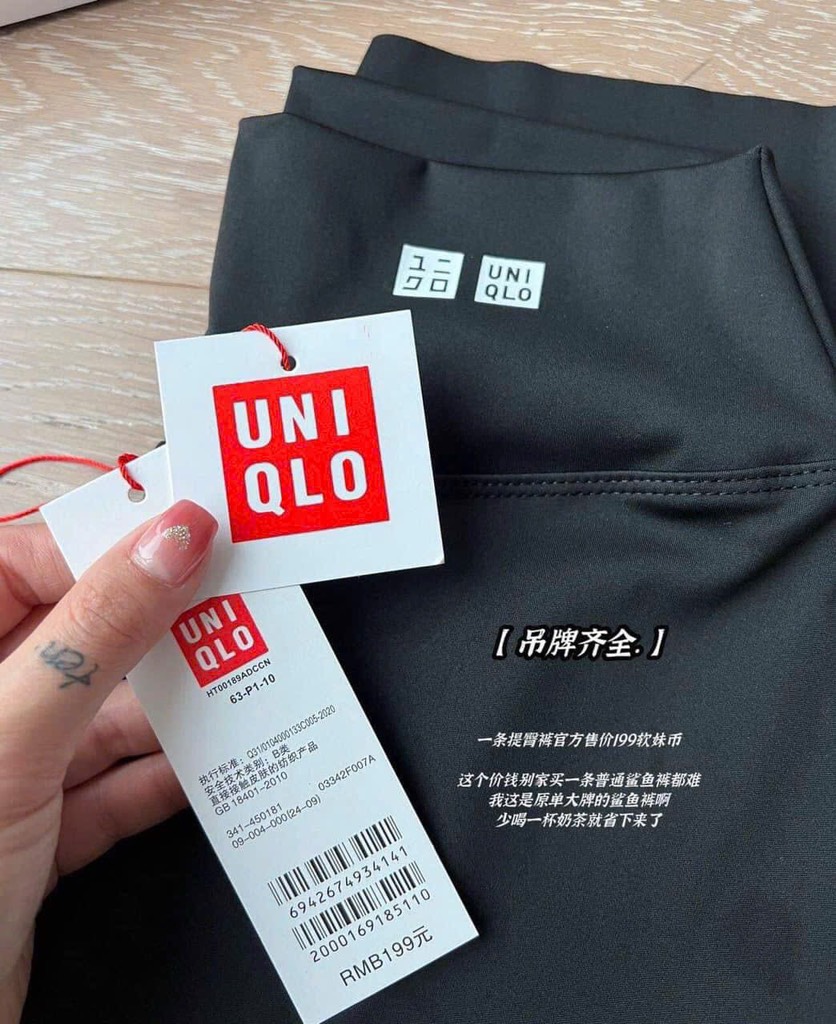 ユニ
クロ
UNI
QLO
UNI
QLO
UNI
QLO
HT00189ADCCN
63-P1-10
执行标准：Q31/0104000133C005-2020
安全技术类别：B类
直接接触皮肤的纺织产品
GB 18401-2010
341-450181 03342F007A
09-004-000(24-09)
6942674934141
2000169185110
RMB199元
【吊牌齐全.】
一条提臀裤官方售价199软妹币
这个价钱别家买一条普通鲨鱼裤都难
我这是原单大牌的鲨鱼裤啊
少喝一杯奶茶就省下来了